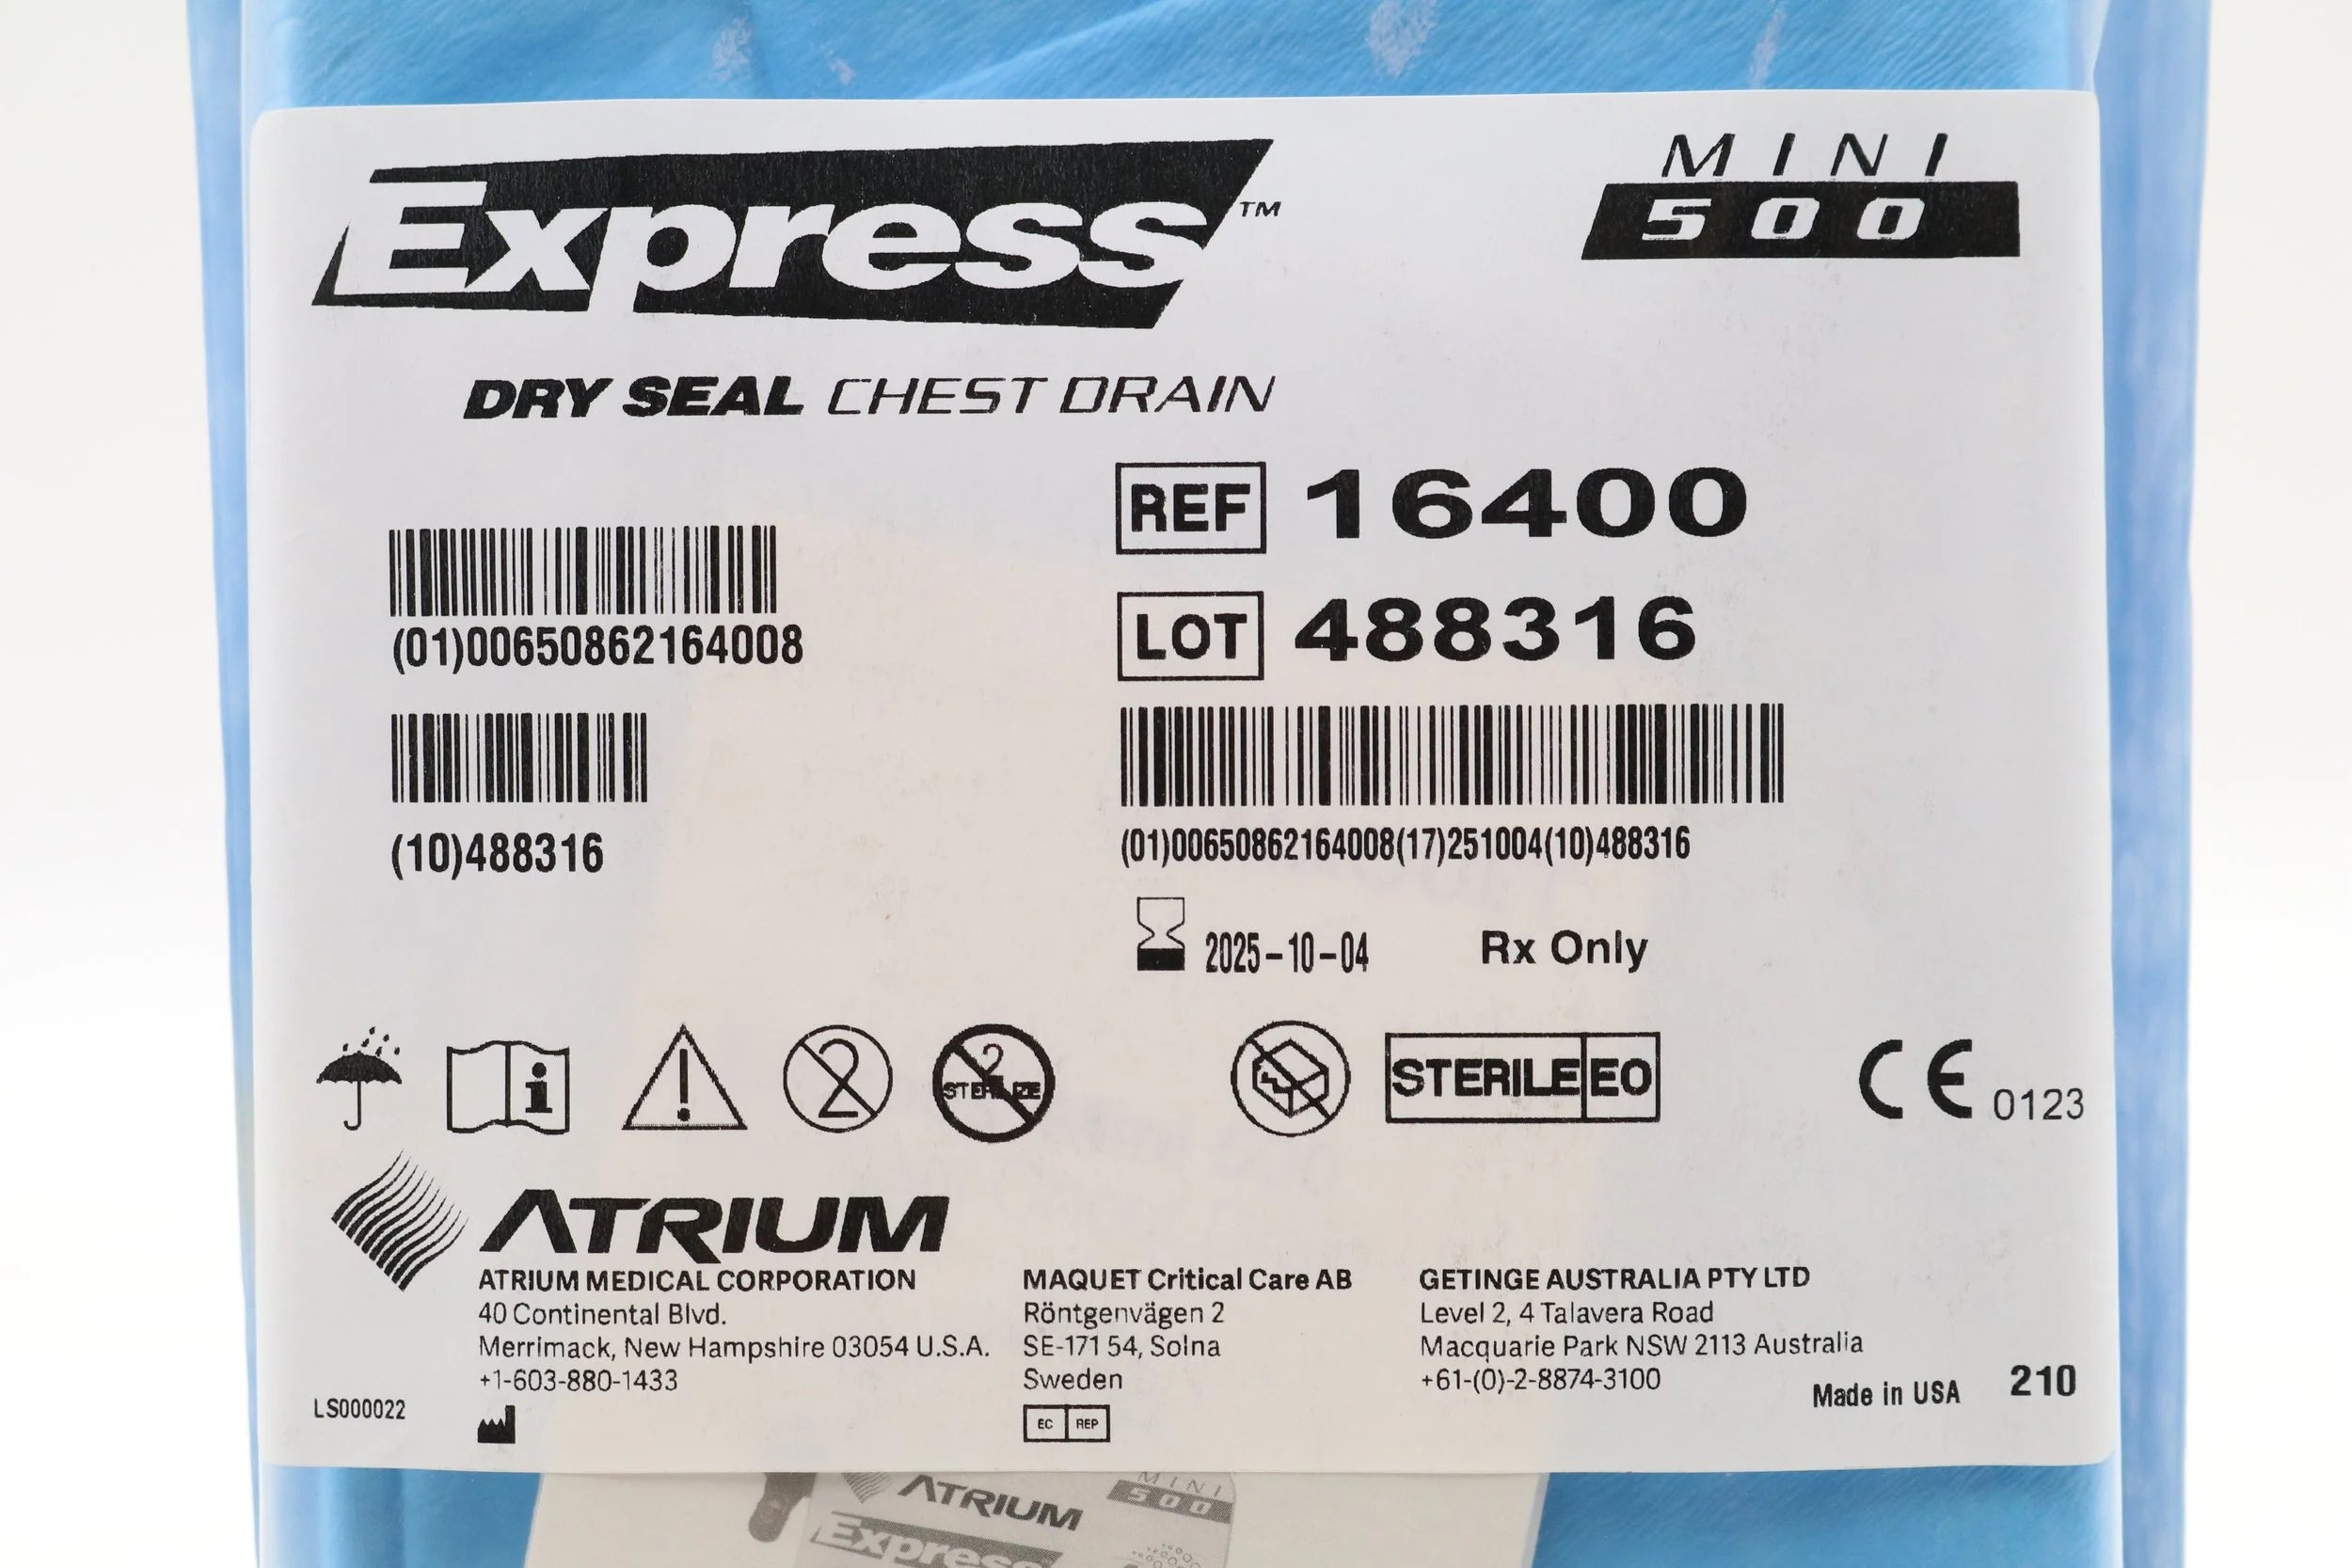 Express™
MINI
500
DRY SEAL CHEST DRAIN
REF 16400
(01)00650862164008
LOT 488316
(10)488316
(01)00650862164008(17)251004(10)488316
2025-10-04 Rx Only
2
2
STERILIZE
STERILE EO
CE 0123
ATRIUM
ATRIUM MEDICAL CORPORATION
40 Continental Blvd.
Merrimack, New Hampshire 03054 U.S.A.
+1-603-880-1433
MAQUET Critical Care AB
Röntgenvägen 2
SE-171 54, Solna
Sweden
EC REP
GETINGE AUSTRALIA PTY LTD
Level 2, 4 Talavera Road
Macquarie Park NSW 2113 Australia
+61-(0)-2-8874-3100
Made in USA 210
LS000022
ATRIUM
MINI
500
Express